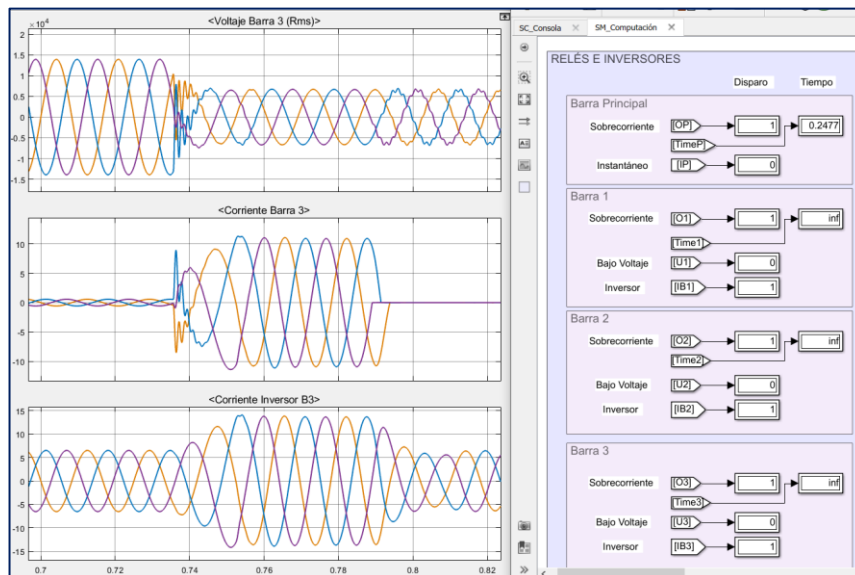 <Voltaje Barra 3 (Rms)>
×10⁴
2
1.5
1
0.5
0
-0.5
-1
-1.5
<Corriente Barra 3>
10
5
0
-5
-10
<Corriente Inversor B3>
15
10
5
0
-5
-10
-15
0.7
0.72
0.74
0.76
0.78
0.8
0.82
SC_Consola
SM_Computación
RELÉS E INVERSORES
Disparo Tiempo
Barra Principal
Sobrecorriente [OP] 1 0.2477
[TimeP]
Instantáneo [IP] 0
Barra 1
Sobrecorriente [O1] 1 inf
[Time1]
Bajo Voltaje [U1] 0
Inversor [IB1] 1
Barra 2
Sobrecorriente [O2] 1 inf
[Time2]
Bajo Voltaje [U2] 0
Inversor [IB2] 1
Barra 3
Sobrecorriente [O3] 1 inf
[Time3]
Bajo Voltaje [U3] 0
Inversor [IB3] 1